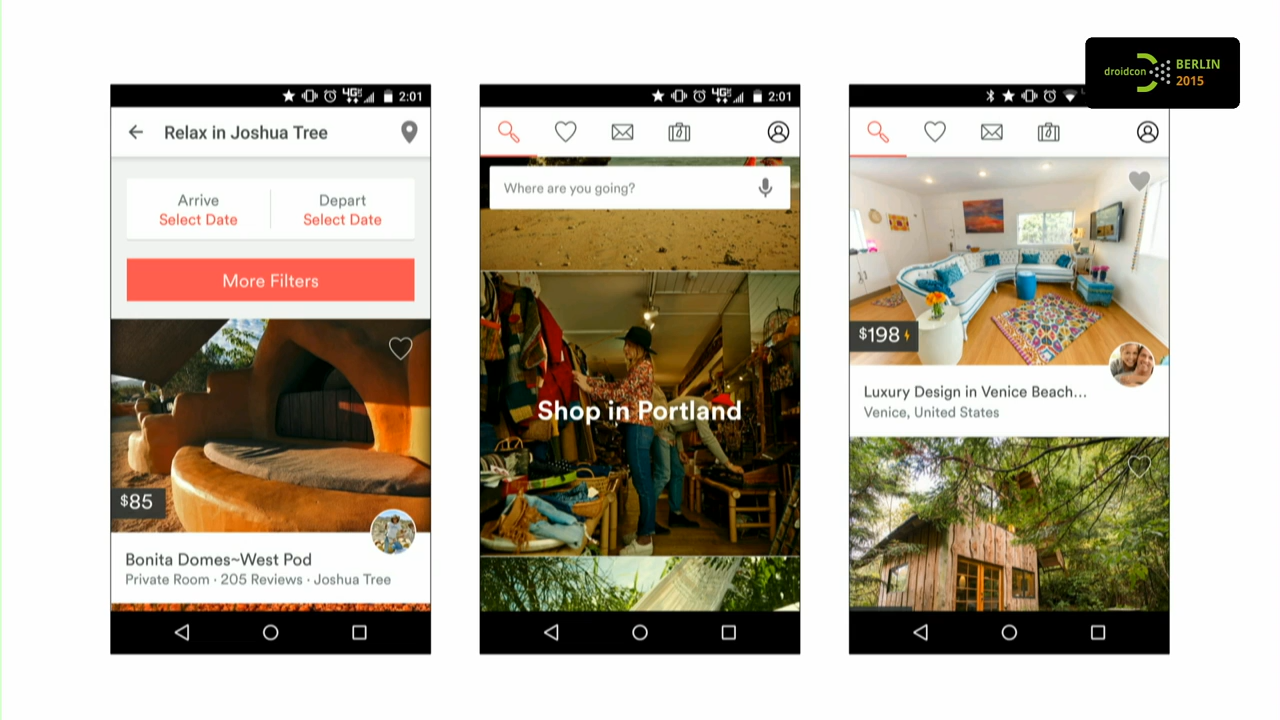 droidcon
BERLIN
2015
4G
2:01
Relax in Joshua Tree
Arrive
Select Date
Depart
Select Date
More Filters
$85
Bonita Domes~West Pod
Private Room · 205 Reviews · Joshua Tree
4G
2:01
Where are you going?
Shop in Portland
$198
Luxury Design in Venice Beach…
Venice, United States